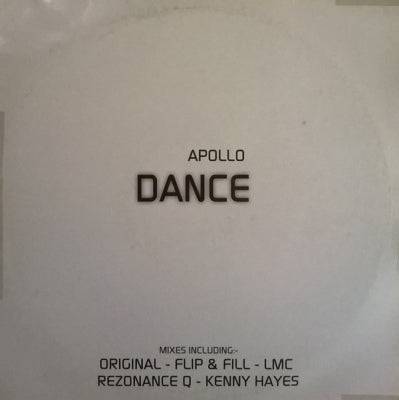 APOLLO
DANCE
MIXES INCLUDING:-
ORIGINAL - FLIP & FILL - LMC
REZONANCE Q - KENNY HAYES